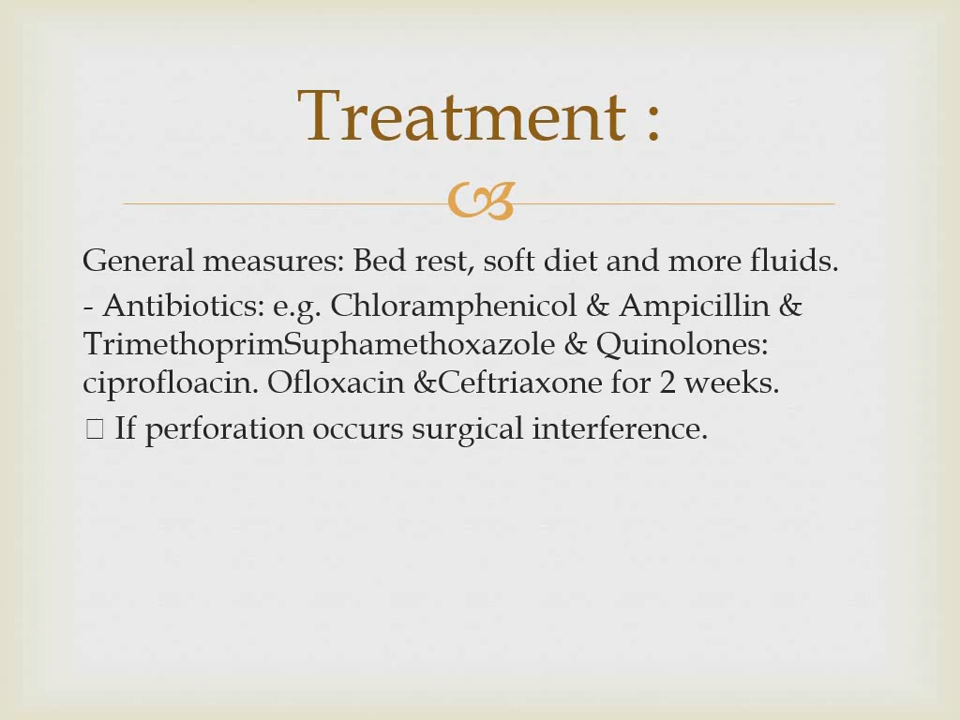 Treatment :
General measures: Bed rest, soft diet and more fluids.
- Antibiotics: e.g. Chloramphenicol & Ampicillin &
TrimethoprimSuphamethoxazole & Quinolones:
ciprofloacin. Ofloxacin &Ceftriaxone for 2 weeks.
□ If perforation occurs surgical interference.